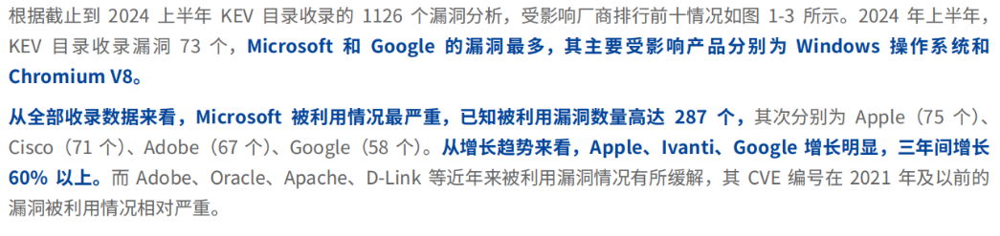 根据截止到 2024 上半年 KEV 目录收录的 1126 个漏洞分析，受影响厂商排行前十情况如图 1-3 所示。2024 年上半年，
KEV 目录收录漏洞 73 个，Microsoft 和 Google 的漏洞最多，其主要受影响产品分别为 Windows 操作系统和
Chromium V8。
从全部收录数据来看，Microsoft 被利用情况最严重，已知被利用漏洞数量高达 287 个，其次分别为 Apple（75 个）、
Cisco（71 个）、Adobe（67 个）、Google（58 个）。从增长趋势来看，Apple、Ivanti、Google 增长明显，三年间增长
60% 以上。而 Adobe、Oracle、Apache、D-Link 等近年来被利用漏洞情况有所缓解，其 CVE 编号在 2021 年及以前的
漏洞被利用情况相对严重。